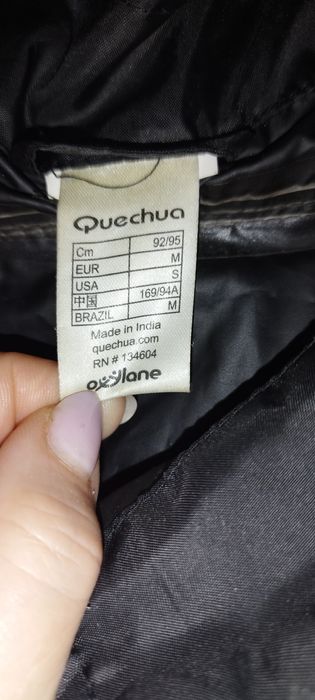 Quechua
Cm 92/95
EUR M
USA S
中国 169/94A
BRAZIL M
Made in India
quechua.com
RN # 134604
oxylane